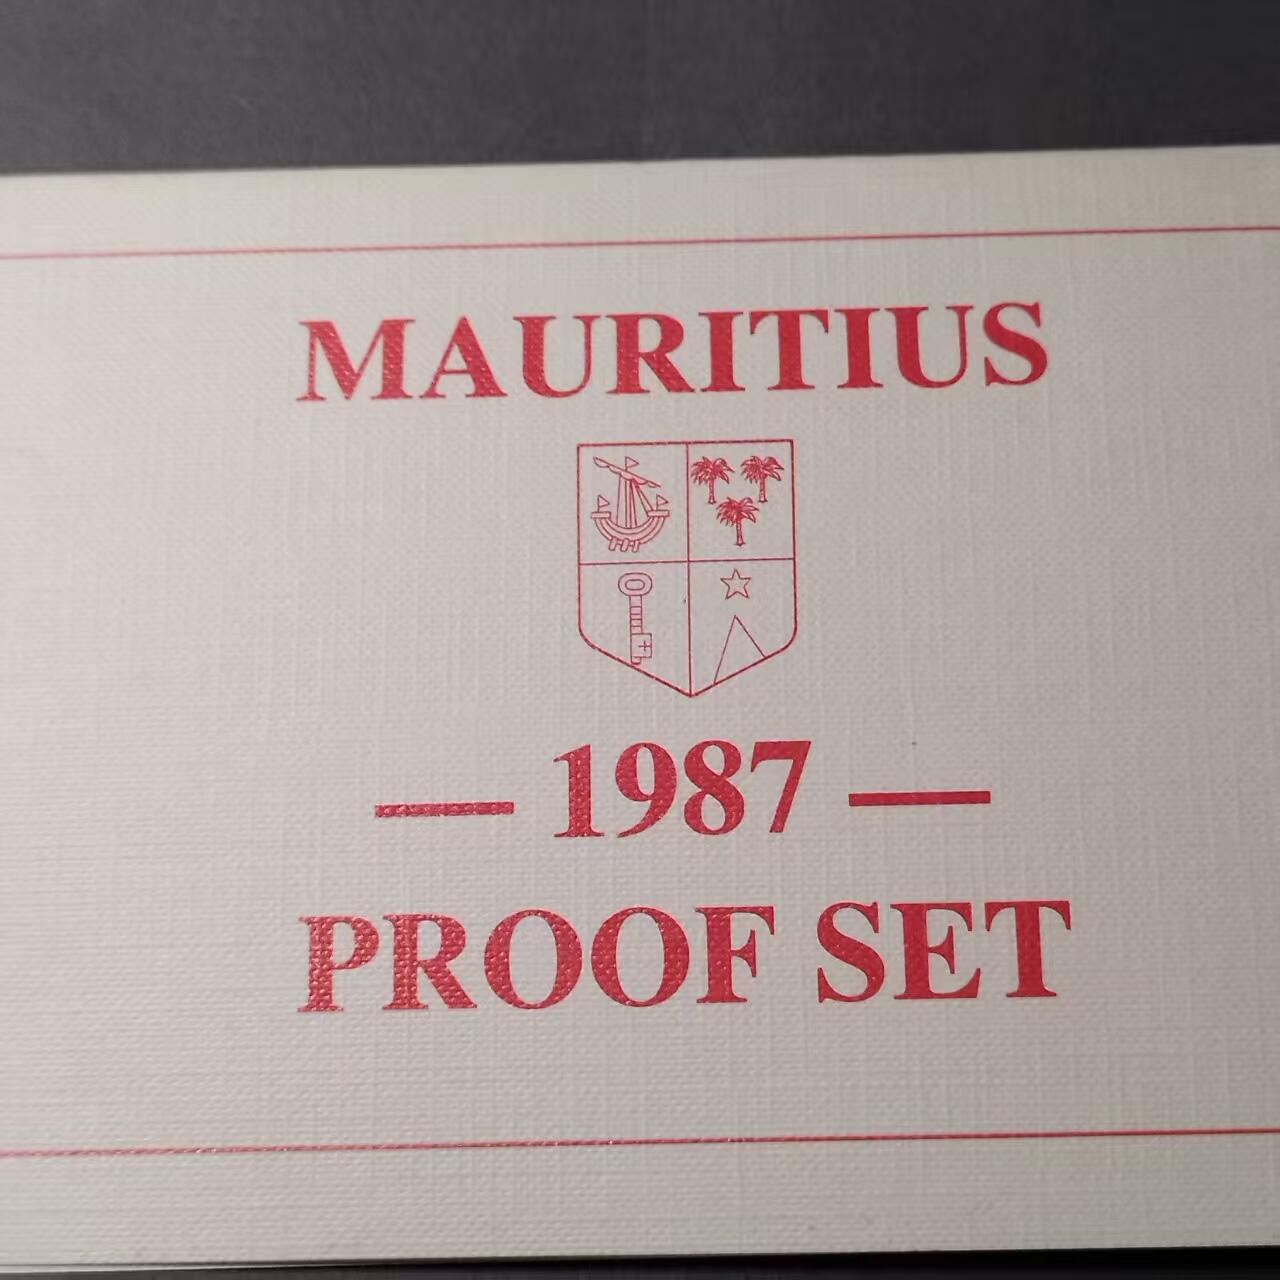 MAURITIUS
— 1987 —
PROOF SET